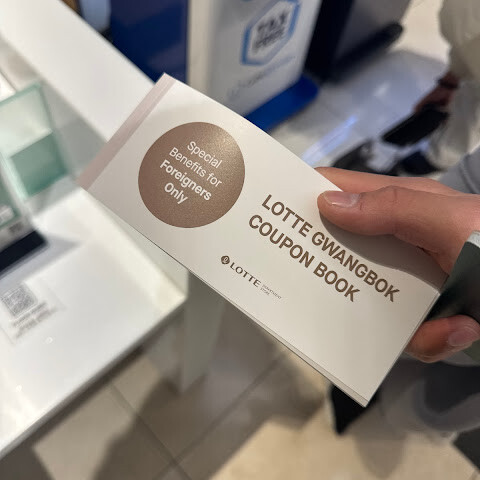 TAX
FREE
Special
Benefits for
Foreigners
Only
LOTTE GWANGBOK
COUPON BOOK
LOTTE